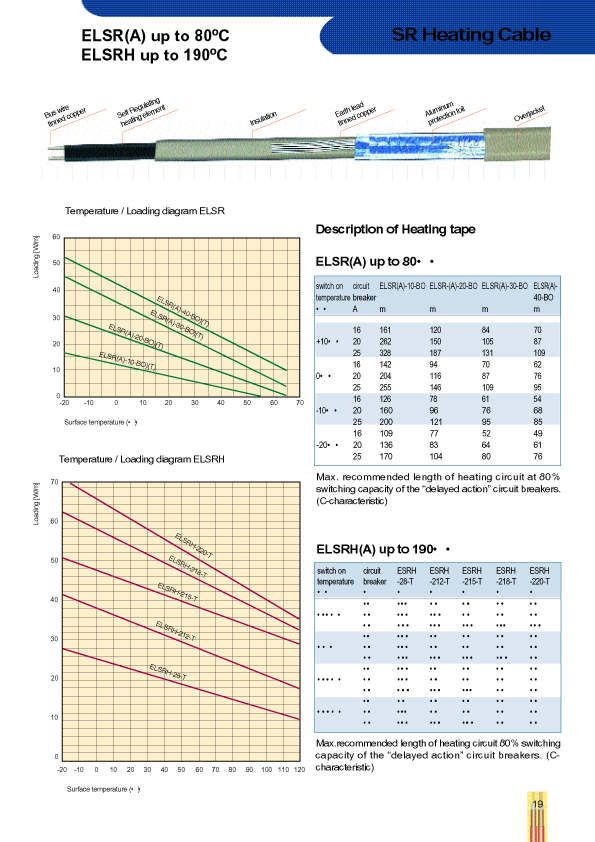 ELSR(A) up to 80ºC
ELSRH up to 190ºC
SR Heating Cable
Bus wire
tinned copper
Self Regulating
heating element
Insulation
Earth lead
tinned copper
Aluminum
protection foil
Overjacket
Temperature / Loading diagram ELSR
Loading [W/m]
60
50
40
30
20
10
0
ELSR(A)-40-BO)(T)
ELSR(A)-30-BO)(T)
ELSR(A)-20-BO)(T)
ELSR(A)-10-BO)(T)
-20 -10 0 10 20 30 40 50 60 70
Surface temperature (• )
Temperature / Loading diagram ELSRH
Loading [W/m]
70
60
50
40
30
20
10
0
ELSRH-220-T
ELSRH-218-T
ELSRH-215-T
ELSRH-212-T
ELSRH-28-T
-20 -10 0 10 20 30 40 50 60 70 80 90 100 110 120
Surface temperature (• )
Description of Heating tape
ELSR(A) up to 80• •
switch on circuit ELSR(A)-10-BO ELSR(A)-(A)-20-BO ELSR(A)-30-BO ELSR(A)-
temperature breaker 40-BO
• • A m m m m
16 161 120 84 70
+10• • 20 262 150 105 87
25 328 187 131 109
16 142 94 70 62
0• • 20 204 116 87 76
25 255 146 109 95
16 126 78 61 54
-10• • 20 160 96 76 68
25 200 121 95 85
16 109 77 52 49
-20• • 20 136 83 64 61
25 170 104 80 76
Max. recommended length of heating circuit at 80%
switching capacity of the “delayed action” circuit breakers.
(C-characteristic)
ELSRH(A) up to 190• •
switch on circuit ESRH ESRH ESRH ESRH ESRH
temperature breaker -28-T -212-T -215-T -218-T -220-T
Max.recommended length of heating circuit 80% switching
capacity of the “delayed action” circuit breakers. (C-
characteristic)
19